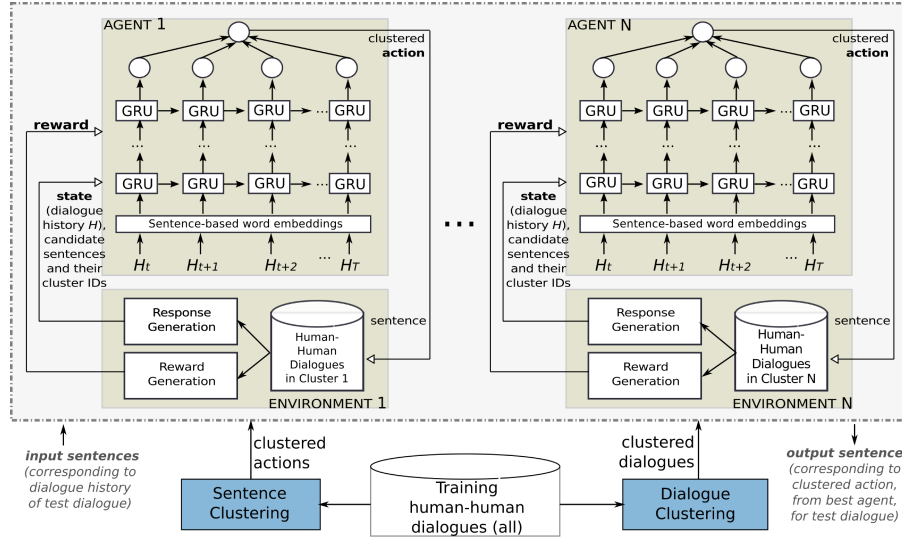 AGENT 1
clustered
action
GRU GRU GRU ... GRU
... ... ... ...
GRU GRU GRU ... GRU
Sentence-based word embeddings
Ht Ht+1 Ht+2 ... HT
reward
state
(dialogue
history H),
candidate
sentences
and their
cluster IDs
Response
Generation
Reward
Generation
Human-
Human
Dialogues
in Cluster 1
sentence
ENVIRONMENT 1
...
AGENT N
clustered
action
GRU GRU GRU ... GRU
... ... ... ...
GRU GRU GRU ... GRU
Sentence-based word embeddings
Ht Ht+1 Ht+2 ... HT
reward
state
(dialogue
history H),
candidate
sentences
and their
cluster IDs
Response
Generation
Reward
Generation
Human-
Human
Dialogues
in Cluster N
sentence
ENVIRONMENT N
input sentences
(corresponding to
dialogue history
of test dialogue)
clustered
actions
Sentence
Clustering
Training
human-human
dialogues (all)
clustered
dialogues
Dialogue
Clustering
output sentence
(corresponding to
clustered action,
from best agent,
for test dialogue)